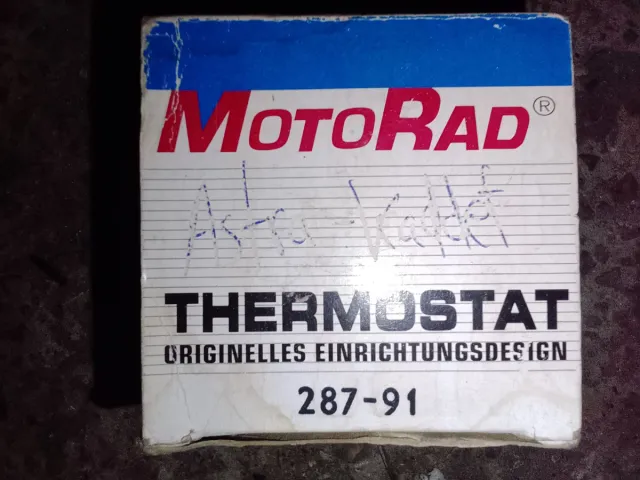 MOTORAD®
Astra-Kadett
THERMOSTAT
ORIGINELLES EINRICHTUNGSDESIGN
287-91